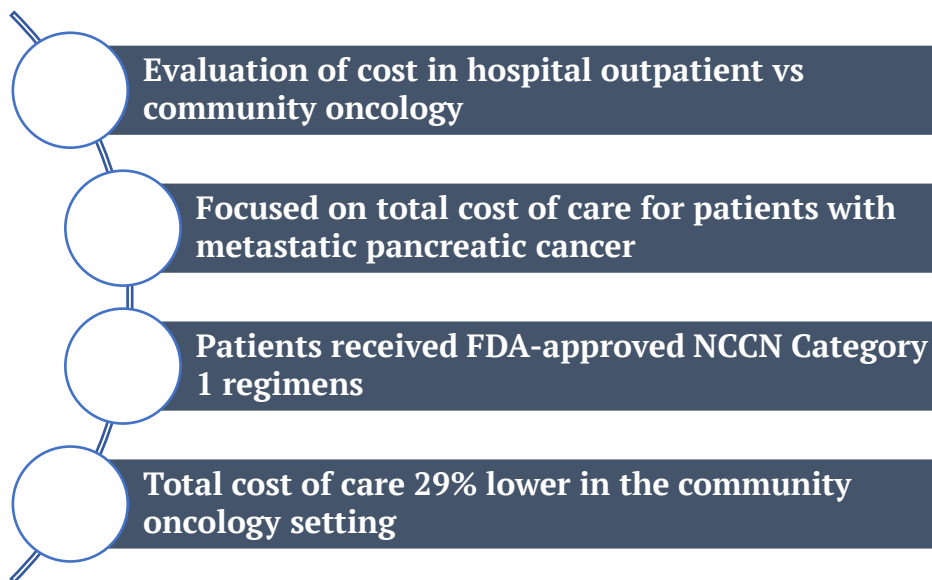 Evaluation of cost in hospital outpatient vs
community oncology
Focused on total cost of care for patients with
metastatic pancreatic cancer
Patients received FDA-approved NCCN Category
1 regimens
Total cost of care 29% lower in the community
oncology setting